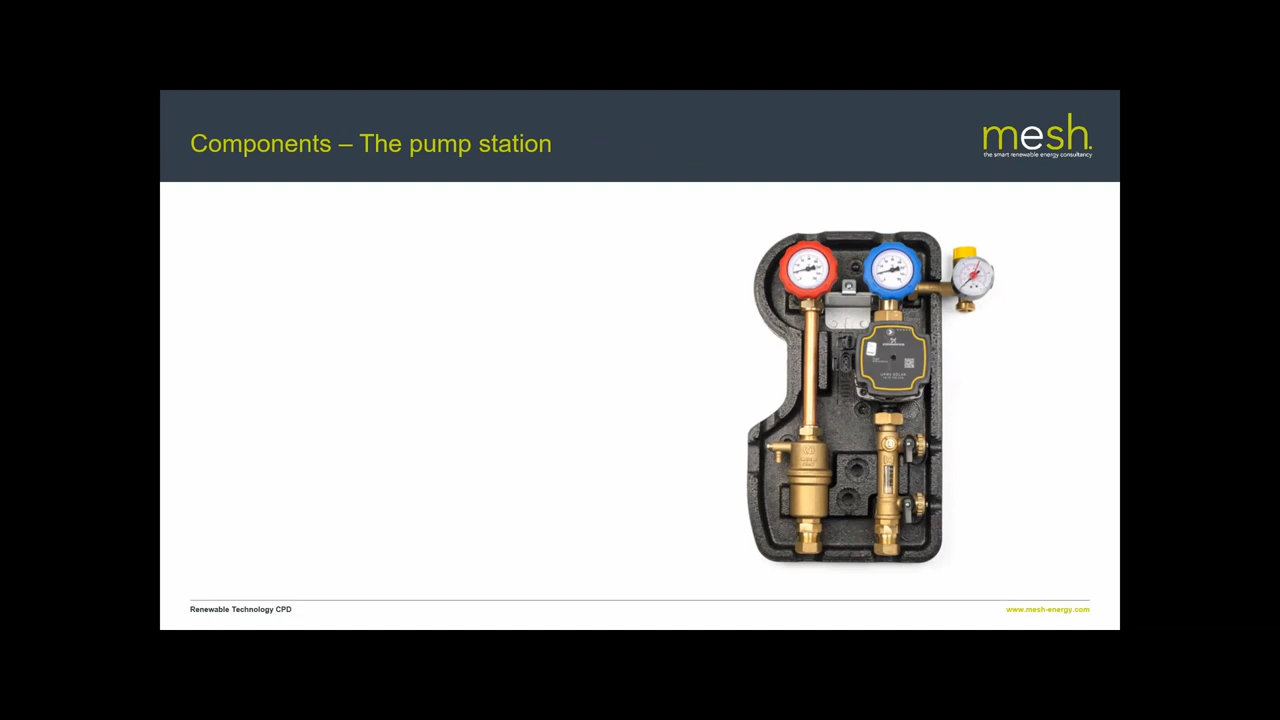 Components – The pump station
mesh.
the smart renewable energy consultancy
Renewable Technology CPD
www.mesh-energy.com